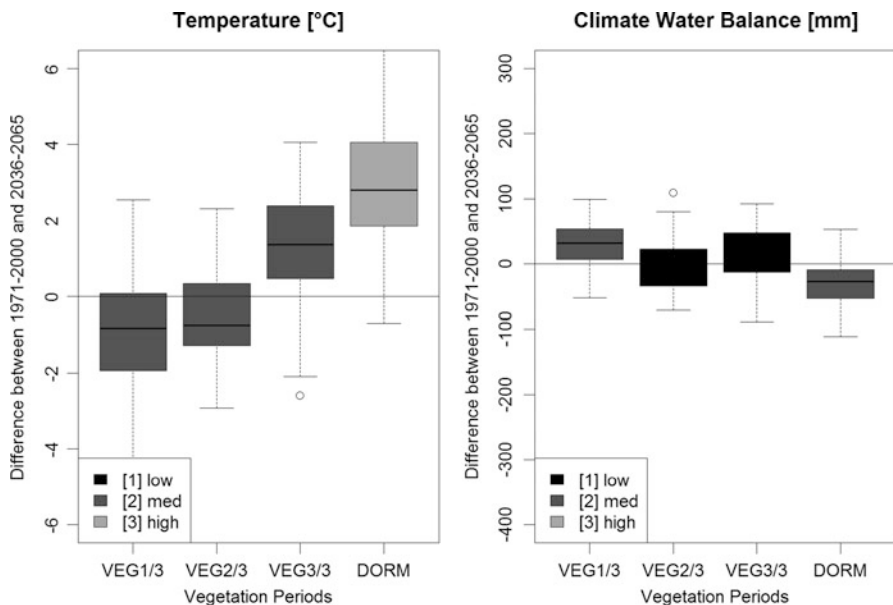 Temperature [°C]
Difference between 1971-2000 and 2036-2065
6
4
2
0
-2
-4
-6
[1] low
[2] med
[3] high
VEG1/3 VEG2/3 VEG3/3 DORM
Vegetation Periods
Climate Water Balance [mm]
Difference between 1971-2000 and 2036-2065
300
200
100
0
-100
-200
-300
-400
[1] low
[2] med
[3] high
VEG1/3 VEG2/3 VEG3/3 DORM
Vegetation Periods